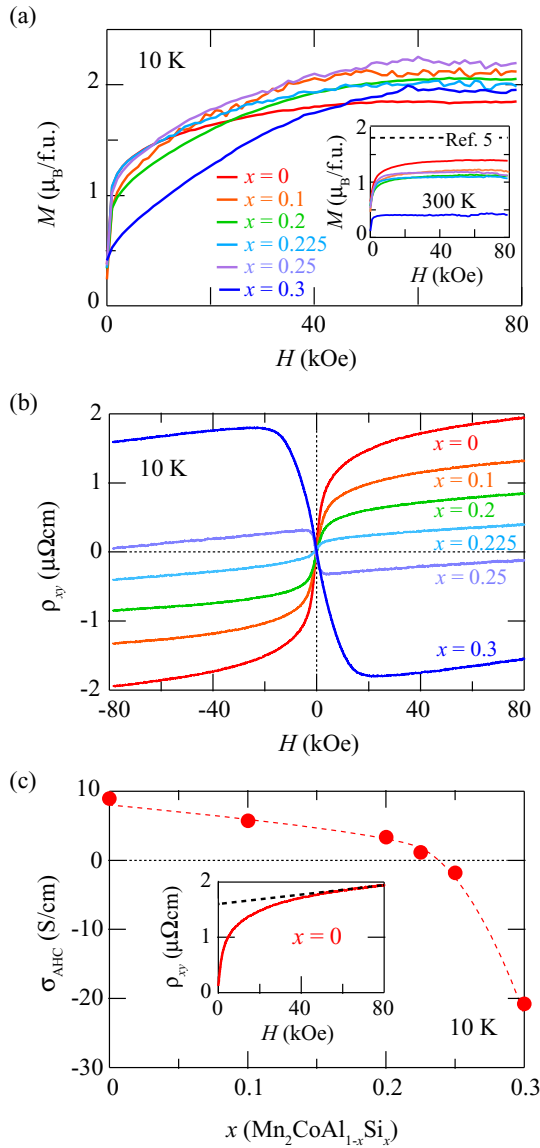 (a)
10 K
M (μB/f.u.)
2
1
0
x = 0
x = 0.1
x = 0.2
x = 0.225
x = 0.25
x = 0.3
Ref. 5
300 K
M (μB/f.u.)
2
1
0
0 40 80
H (kOe)
0 40 80
H (kOe)
(b)
10 K
ρxy (μΩcm)
2
1
0
-1
-2
x = 0
x = 0.1
x = 0.2
x = 0.225
x = 0.25
x = 0.3
-80 -40 0 40 80
H (kOe)
(c)
σAHC (S/cm)
10
0
-10
-20
-30
ρxy (μΩcm)
2
1
0
x = 0
0 40 80
H (kOe)
10 K
0 0.1 0.2 0.3
x (Mn2CoAl1-xSix)